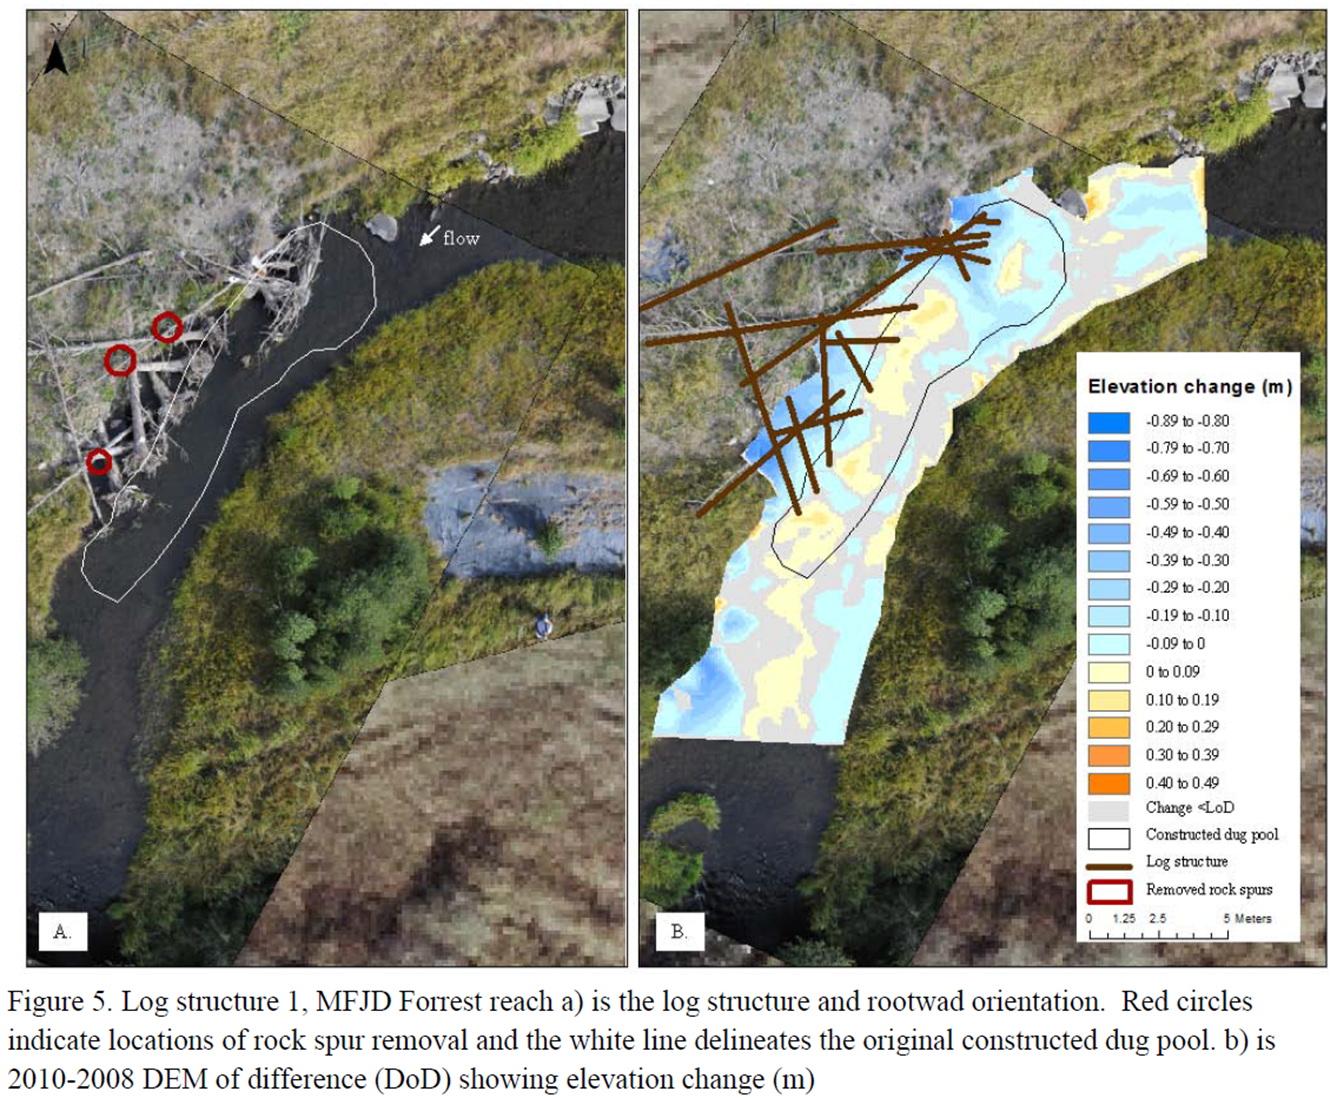 flow
A.
B.
Elevation change (m)
-0.89 to -0.80
-0.79 to -0.70
-0.69 to -0.60
-0.59 to -0.50
-0.49 to -0.40
-0.39 to -0.30
-0.29 to -0.20
-0.19 to -0.10
-0.09 to 0
0 to 0.09
0.10 to 0.19
0.20 to 0.29
0.30 to 0.39
0.40 to 0.49
Change <LoD
Constructed dug pool
Log structure
Removed rock spurs
0 1.25 2.5 5 Meters
Figure 5. Log structure 1, MFJD Forrest reach a) is the log structure and rootwad orientation. Red circles
indicate locations of rock spur removal and the white line delineates the original constructed dug pool. b) is
2010-2008 DEM of difference (DoD) showing elevation change (m)